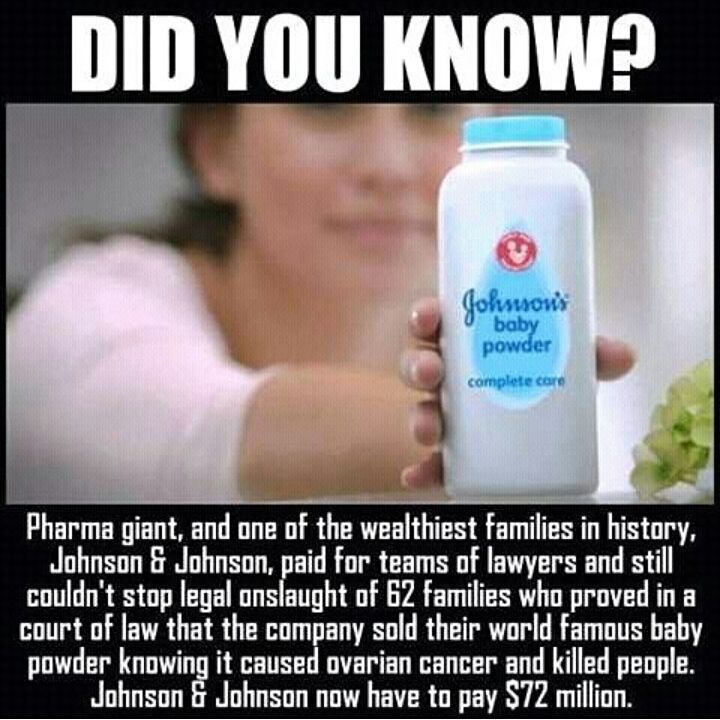 DID YOU KNOW?
Johnson's
baby
powder
complete care
Pharma giant, and one of the wealthiest families in history,
Johnson & Johnson, paid for teams of lawyers and still
couldn't stop legal onslaught of 62 families who proved in a
court of law that the company sold their world famous baby
powder knowing it caused ovarian cancer and killed people.
Johnson & Johnson now have to pay $72 million.